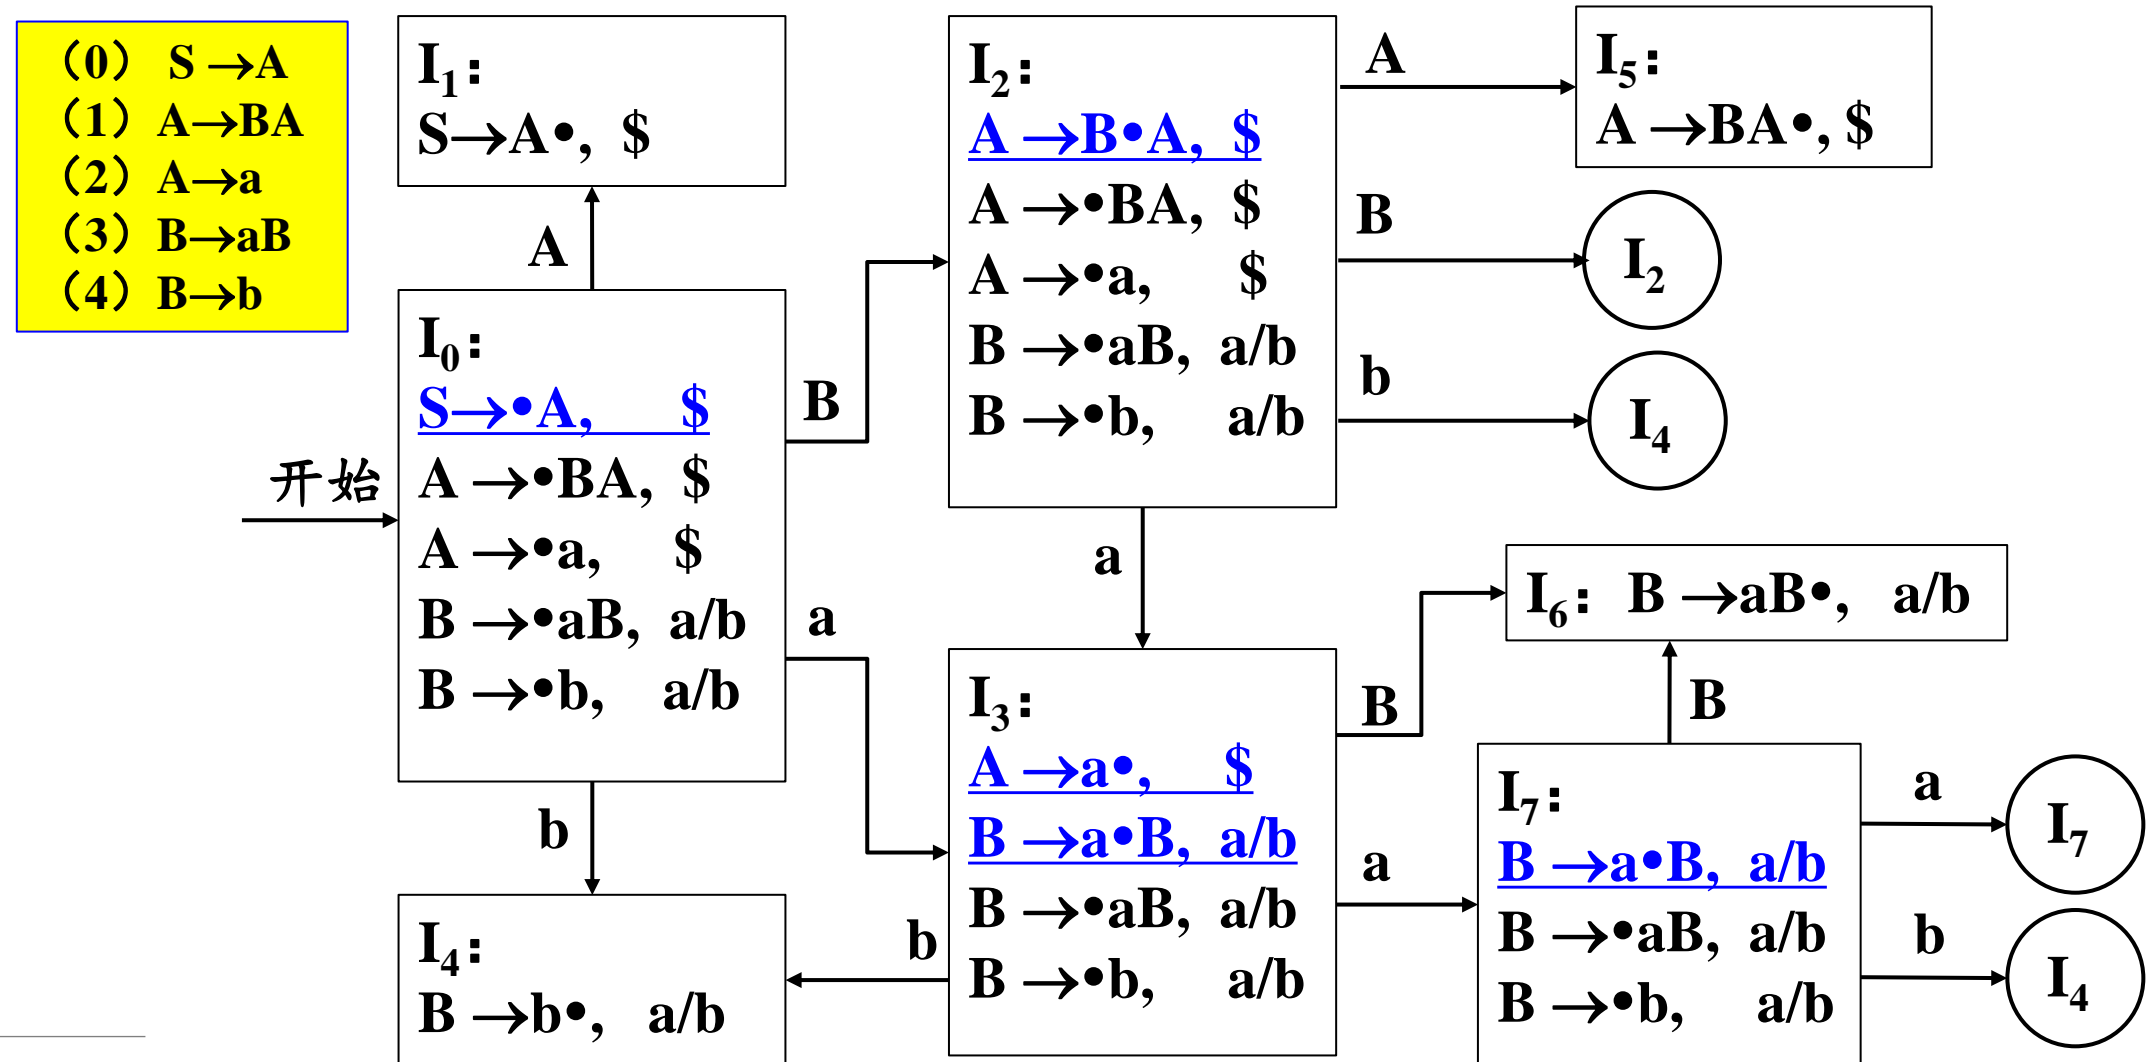 （0） S →A
（1） A→BA
（2） A→a
（3） B→aB
（4） B→b
I1：
S→A•, $
A
开始
I0：
S→•A, $
A →•BA, $
A →•a, $
B →•aB, a/b
B →•b, a/b
B
a
b
I4：
B →b•, a/b
I2：
A →B•A, $
A →•BA, $
A →•a, $
B →•aB, a/b
B →•b, a/b
A
I5：
A →BA•, $
B
I2
b
I4
a
I3：
A →a•, $
B →a•B, a/b
B →•aB, a/b
B →•b, a/b
b
B
I6： B →aB•, a/b
B
a
I7：
B →a•B, a/b
B →•aB, a/b
B →•b, a/b
a
I7
b
I4